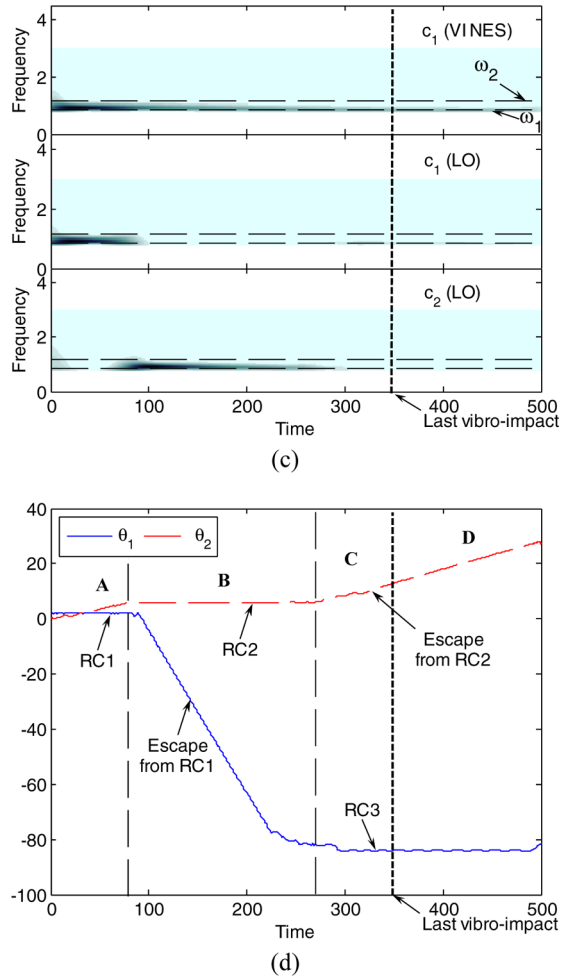 Frequency
4
2
0
c1 (VINES)
ω2
ω1
Frequency
4
2
0
c1 (LO)
Frequency
4
2
0
c2 (LO)
0 100 200 300 400 500
Time
Last vibro-impact
(c)
40
20
0
-20
-40
-60
-80
-100
θ1 θ2
A
B
C
D
RC1
RC2
Escape
from RC2
Escape
from RC1
RC3
0 100 200 300 400 500
Time
Last vibro-impact
(d)